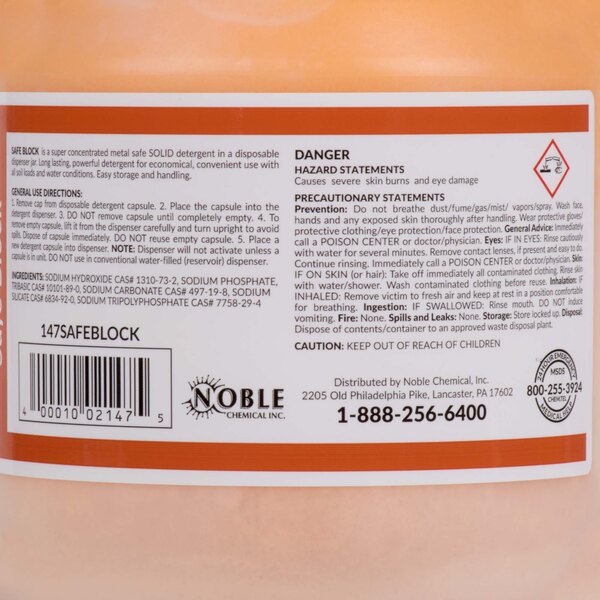 SAFE BLOCK is a super concentrated metal safe SOLID detergent in a disposable
dispenser jar. Long lasting, powerful detergent for economical, convenient use with
all soil loads and water conditions. Easy storage and handling.
GENERAL USE DIRECTIONS:
1. Remove cap from disposable detergent capsule. 2. Place the capsule into the
detergent dispenser. 3. DO NOT remove capsule until completely empty. 4. To
remove empty capsule, lift it from the dispenser carefully and turn upright to avoid
spills. Dispose of capsule immediately. DO NOT reuse empty capsule. 5. Place a
new detergent capsule into dispenser. NOTE: Dispenser will not activate unless a
capsule is in unit. DO NOT use in conventional water-filled (reservoir) dispenser.
INGREDIENTS: SODIUM HYDROXIDE CAS# 1310-73-2, SODIUM PHOSPHATE,
TRIBASIC CAS# 10101-89-0, SODIUM CARBONATE CAS# 497-19-8, SODIUM
SILICATE CAS# 6834-92-0, SODIUM TRIPOLYPHOSPHATE CAS# 7758-29-4
147SAFEBLOCK
4 00010 02147 5
NOBLE
CHEMICAL INC.
DANGER
HAZARD STATEMENTS
Causes severe skin burns and eye damage
PRECAUTIONARY STATEMENTS
Prevention: Do not breathe dust/fume/gas/mist/ vapors/spray. Wash face,
hands and any exposed skin thoroughly after handling. Wear protective gloves/
protective clothing/eye protection/face protection. General Advice: Immediately
call a POISON CENTER or doctor/physician. Eyes: IF IN EYES: Rinse cautiously
with water for several minutes. Remove contact lenses, if present and easy to do.
Continue rinsing. Immediately call a POISON CENTER or doctor/physician. Skin:
IF ON SKIN (or hair): Take off immediately all contaminated clothing. Rinse skin
with water/shower. Wash contaminated clothing before reuse. Inhalation: IF
INHALED: Remove victim to fresh air and keep at rest in a position comfortable
for breathing. Ingestion: IF SWALLOWED: Rinse mouth. DO NOT induce
vomiting. Fire: None. Spills and Leaks: None. Storage: Store locked up. Disposal:
Dispose of contents/container to an approved waste disposal plant.
CAUTION: KEEP OUT OF REACH OF CHILDREN
Distributed by Noble Chemical, Inc.
2205 Old Philadelphia Pike, Lancaster, PA 17602
1-888-256-6400
24 HOUR EMERGENCY
MSDS
800-255-3924
CHEMTEL
MEDICAL HELP